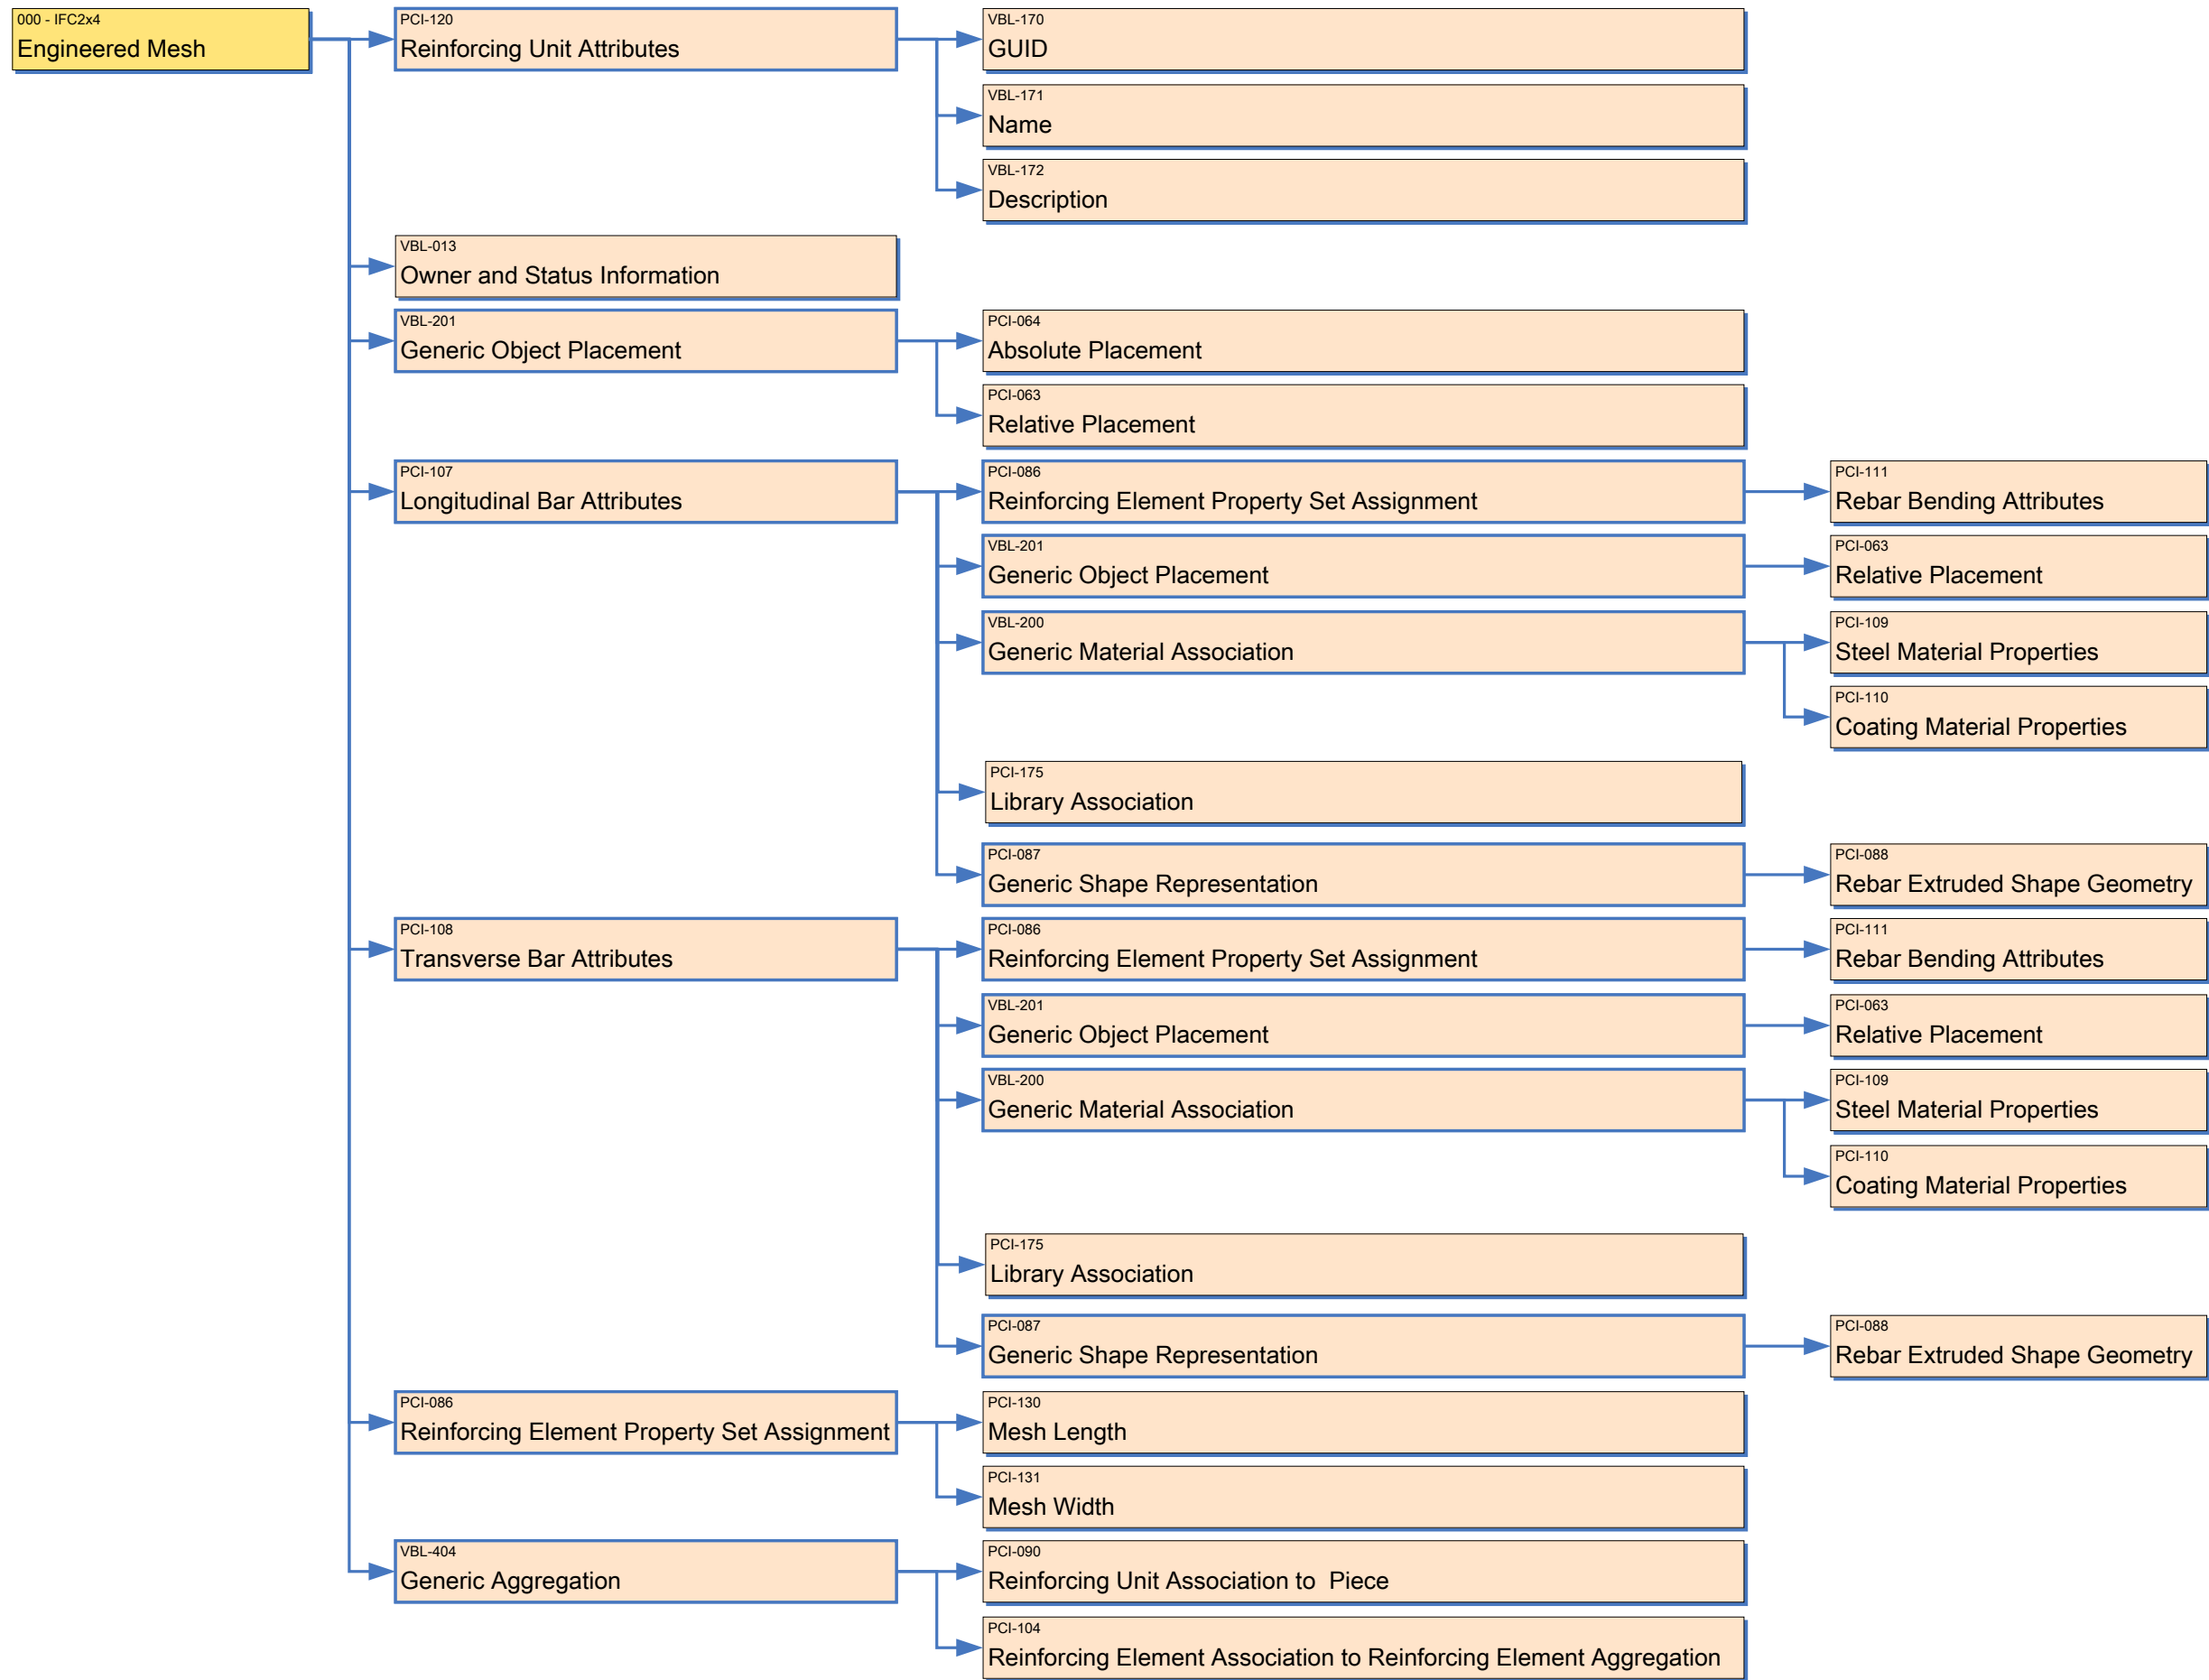 000 - IFC2x4
Engineered Mesh
PCI-120
Reinforcing Unit Attributes
VBL-170
GUID
VBL-171
Name
VBL-172
Description
VBL-013
Owner and Status Information
VBL-201
Generic Object Placement
PCI-064
Absolute Placement
PCI-063
Relative Placement
PCI-107
Longitudinal Bar Attributes
PCI-086
Reinforcing Element Property Set Assignment
PCI-111
Rebar Bending Attributes
VBL-201
Generic Object Placement
PCI-063
Relative Placement
VBL-200
Generic Material Association
PCI-109
Steel Material Properties
PCI-110
Coating Material Properties
PCI-175
Library Association
PCI-087
Generic Shape Representation
PCI-088
Rebar Extruded Shape Geometry
PCI-108
Transverse Bar Attributes
PCI-086
Reinforcing Element Property Set Assignment
PCI-111
Rebar Bending Attributes
VBL-201
Generic Object Placement
PCI-063
Relative Placement
VBL-200
Generic Material Association
PCI-109
Steel Material Properties
PCI-110
Coating Material Properties
PCI-175
Library Association
PCI-087
Generic Shape Representation
PCI-088
Rebar Extruded Shape Geometry
PCI-086
Reinforcing Element Property Set Assignment
PCI-130
Mesh Length
PCI-131
Mesh Width
VBL-404
Generic Aggregation
PCI-090
Reinforcing Unit Association to  Piece
PCI-104
Reinforcing Element Association to Reinforcing Element Aggregation